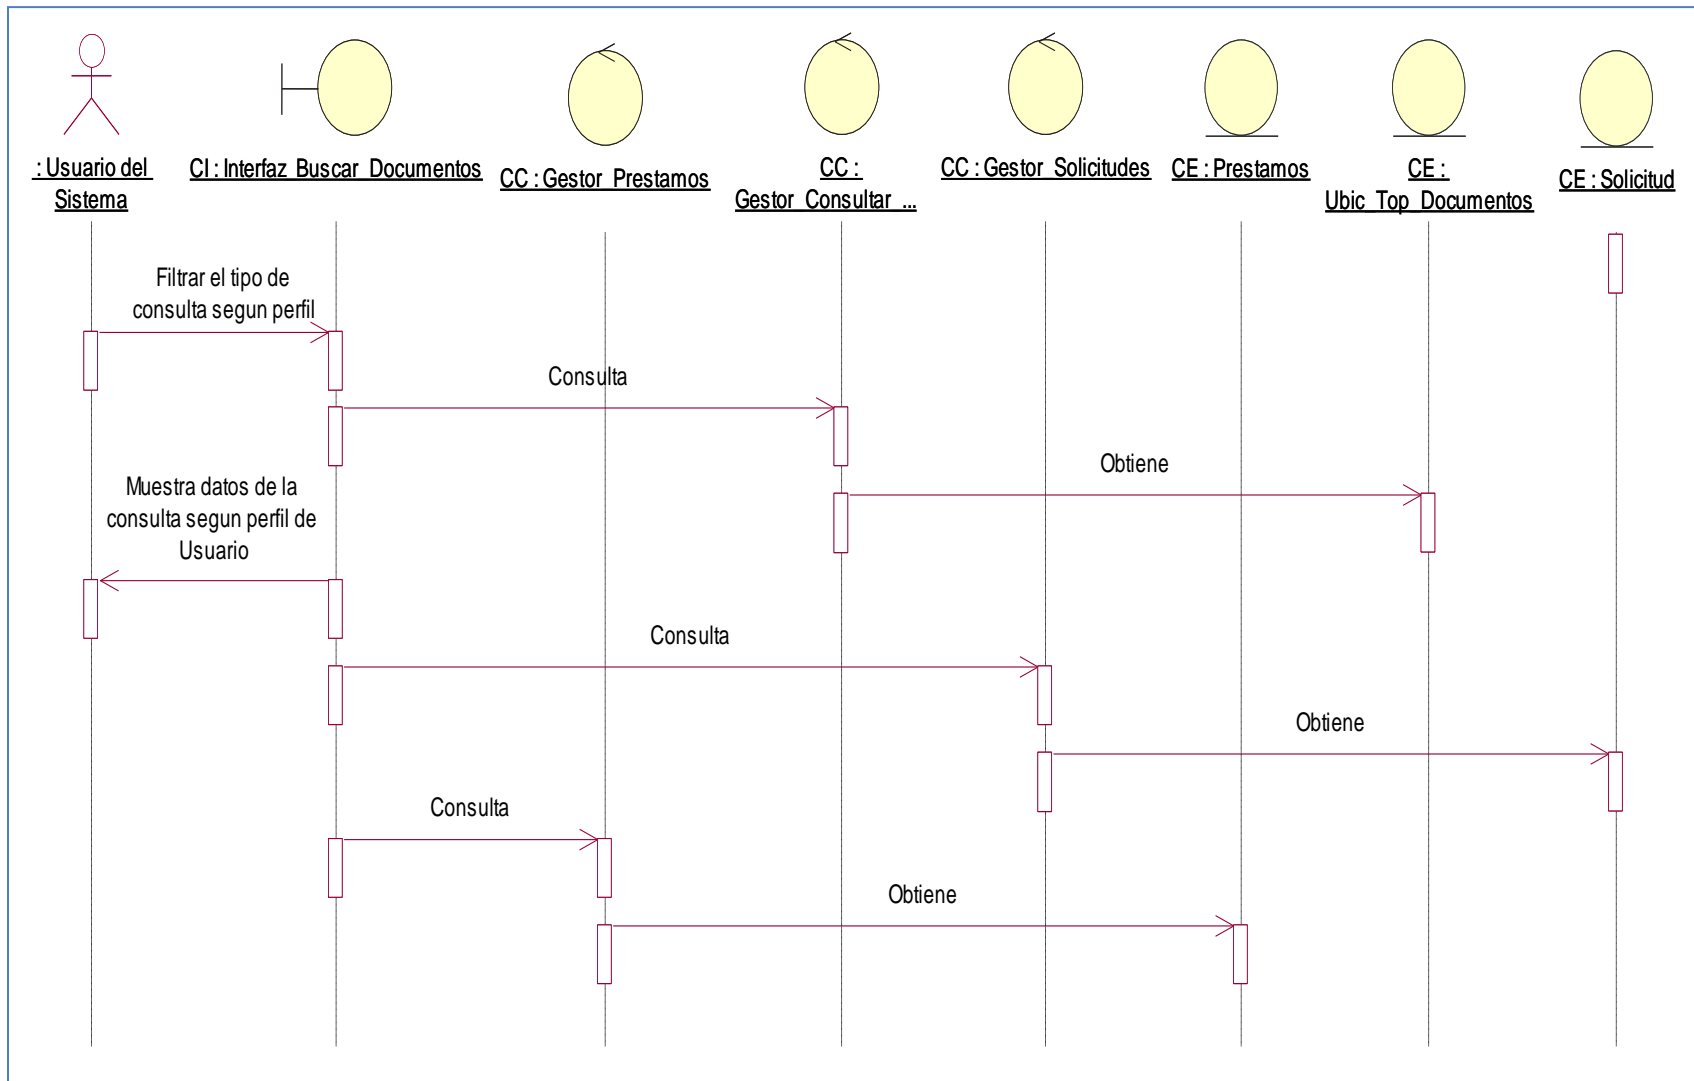 : Usuario del
Sistema
CI : Interfaz_Buscar_Documentos
CC : Gestor_Prestamos
CC :
Gestor_Consultar_...
CC : Gestor_Solicitudes
CE : Prestamos
CE :
Ubic_Top_Documentos
CE : Solicitud
Filtrar el tipo de
consulta segun perfil
Consulta
Obtiene
Muestra datos de la
consulta segun perfil de
Usuario
Consulta
Obtiene
Consulta
Obtiene